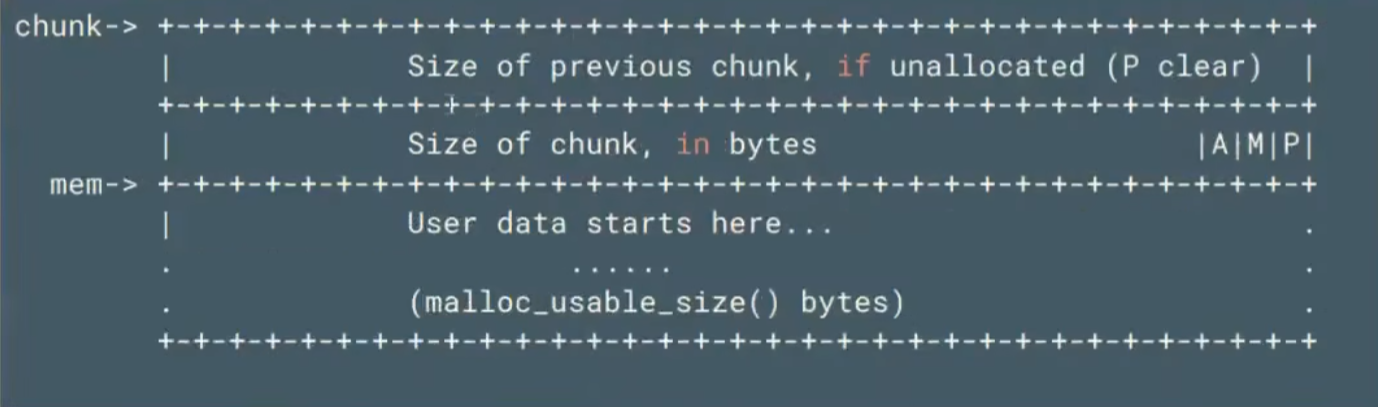 chunk-> +-+-+-+-+-+-+-+-+-+-+-+-+-+-+-+-+-+-+-+-+-+-+-+-+-+-+-+-+-+-+-+-+
| Size of previous chunk, if unallocated (P clear) |
+-+-+-+-+-+-+-+-+-+-+-+-+-+-+-+-+-+-+-+-+-+-+-+-+-+-+-+-+-+-+-+-+
| Size of chunk, in bytes |A|M|P|
mem-> +-+-+-+-+-+-+-+-+-+-+-+-+-+-+-+-+-+-+-+-+-+-+-+-+-+-+-+-+-+-+-+-+
| User data starts here... .
. ...... .
. (malloc_usable_size() bytes) .
+-+-+-+-+-+-+-+-+-+-+-+-+-+-+-+-+-+-+-+-+-+-+-+-+-+-+-+-+-+-+-+-+